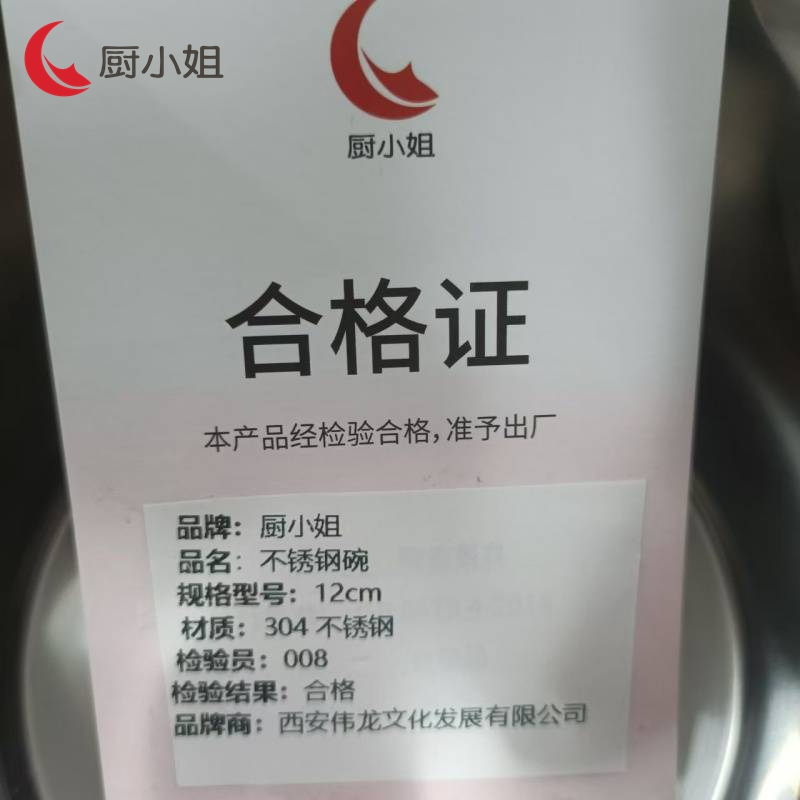 厨小姐
厨小姐
合格证
本产品经检验合格,准予出厂
品牌：厨小姐
品名：不锈钢碗
规格型号：12cm
材质：304 不锈钢
检验员：008
检验结果：合格
品牌商：西安伟龙文化发展有限公司